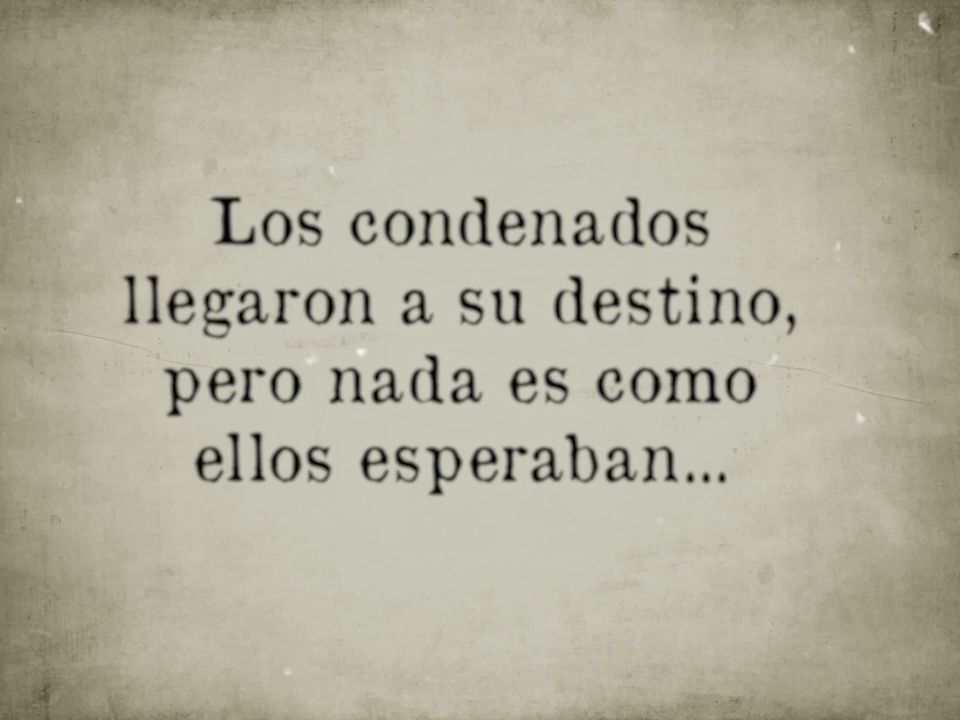 Los condenados
llegaron a su destino,
pero nada es como
ellos esperaban...